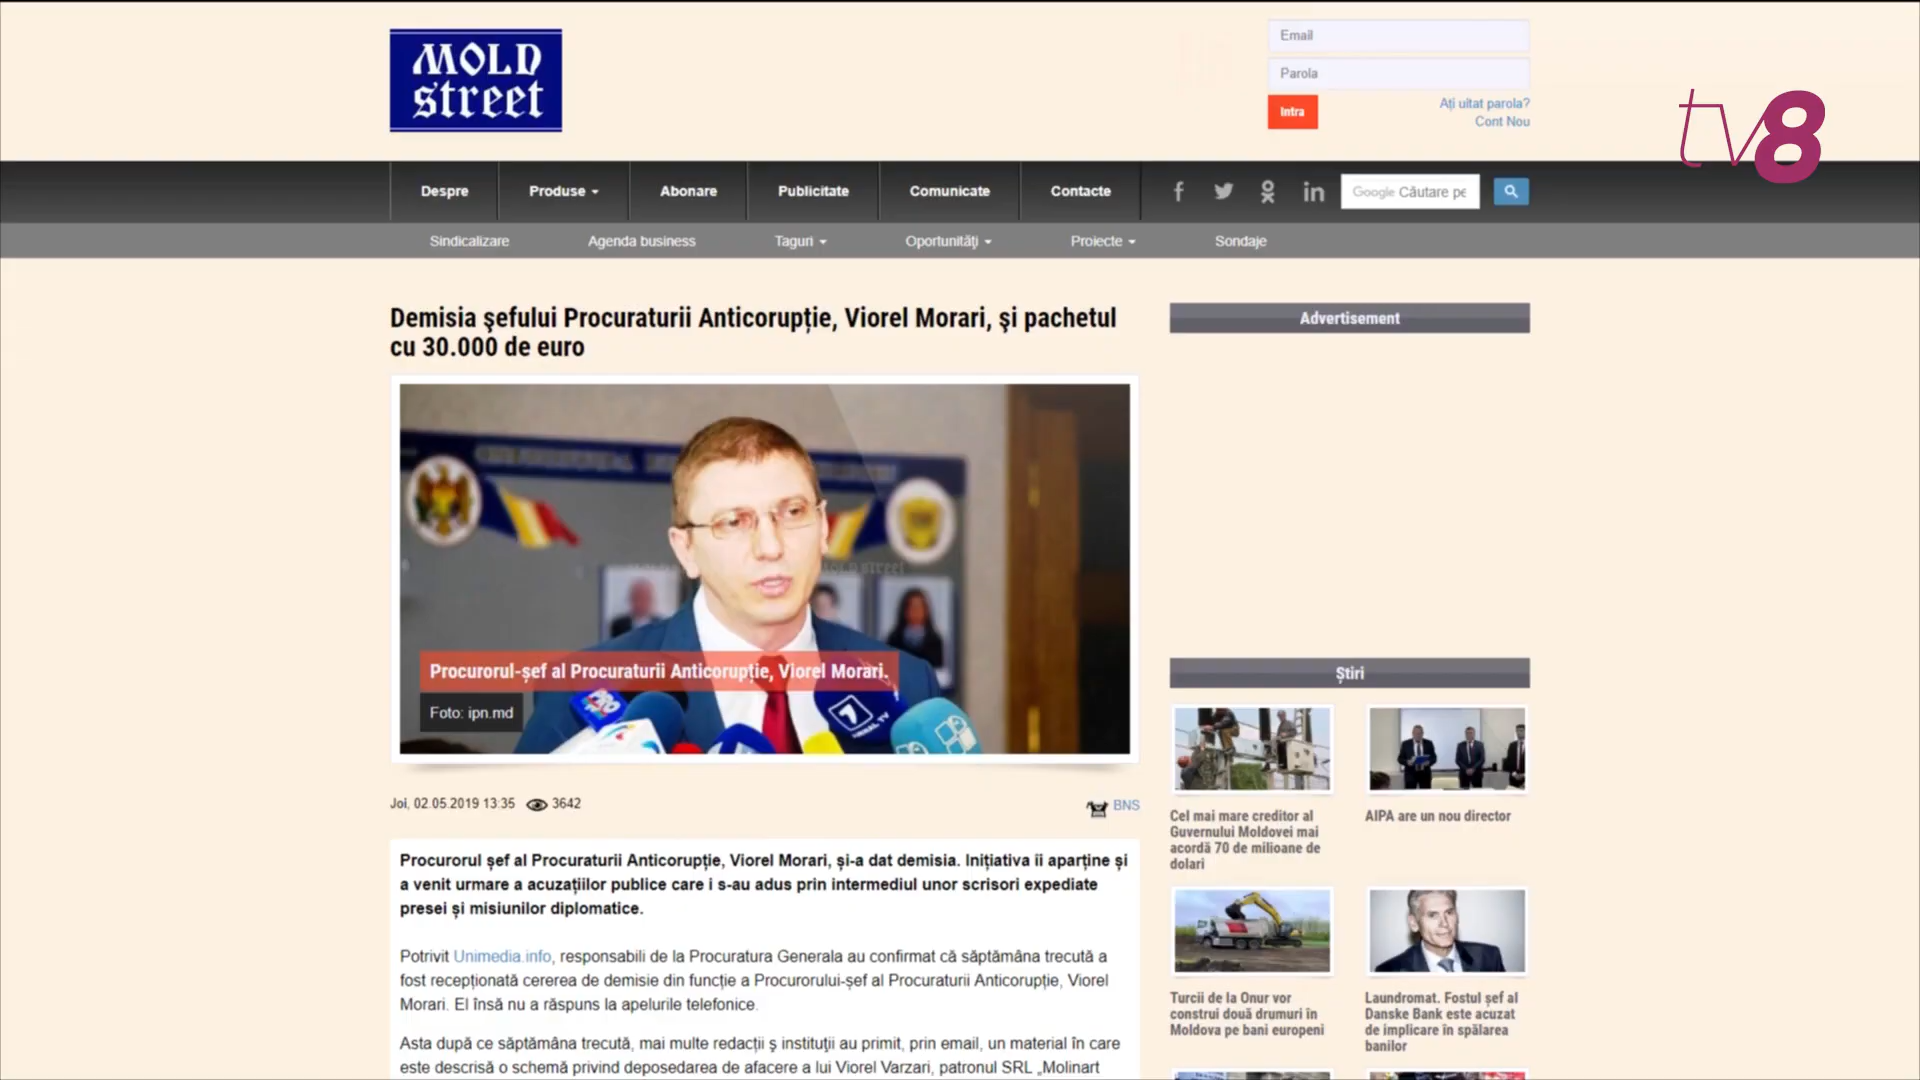 MOLD
street
Email
Parola
Intra
Ați uitat parola?
Cont Nou
tv8
Despre
Produse
Abonare
Publicitate
Comunicate
Contacte
Google Căutare pe
Sindicalizare
Agenda business
Taguri
Oportunităţi
Proiecte
Sondaje
Demisia şefului Procuraturii Anticorupție, Viorel Morari, şi pachetul
cu 30.000 de euro
Procurorul-șef al Procuraturii Anticorupție, Viorel Morari.
Foto: ipn.md
Joi, 02.05.2019 13:35
3642
BNS
Procurorul șef al Procuraturii Anticorupție, Viorel Morari, și-a dat demisia. Inițiativa îi aparține și
a venit urmare a acuzațiilor publice care i s-au adus prin intermediul unor scrisori expediate
presei și misiunilor diplomatice.
Potrivit Unimedia.info, responsabili de la Procuratura Generala au confirmat că săptămâna trecută a
fost recepționată cererea de demisie din funcție a Procurorului-șef al Procuraturii Anticorupție, Viorel
Morari. El însă nu a răspuns la apelurile telefonice.
Asta după ce săptămâna trecută, mai multe redacții ş instituţii au primit, prin email, un material în care
este descrisă o schemă privind deposedarea de afacere a lui Viorel Varzari, patronul SRL „Molinart
Advertisement
Știri
Cel mai mare creditor al
Guvernului Moldovei mai
acordă 70 de milioane de
dolari
AIPA are un nou director
Turcii de la Onur vor
construi două drumuri în
Moldova pe bani europeni
Laundromat. Fostul șef al
Danske Bank este acuzat
de implicare în spălarea
banilor